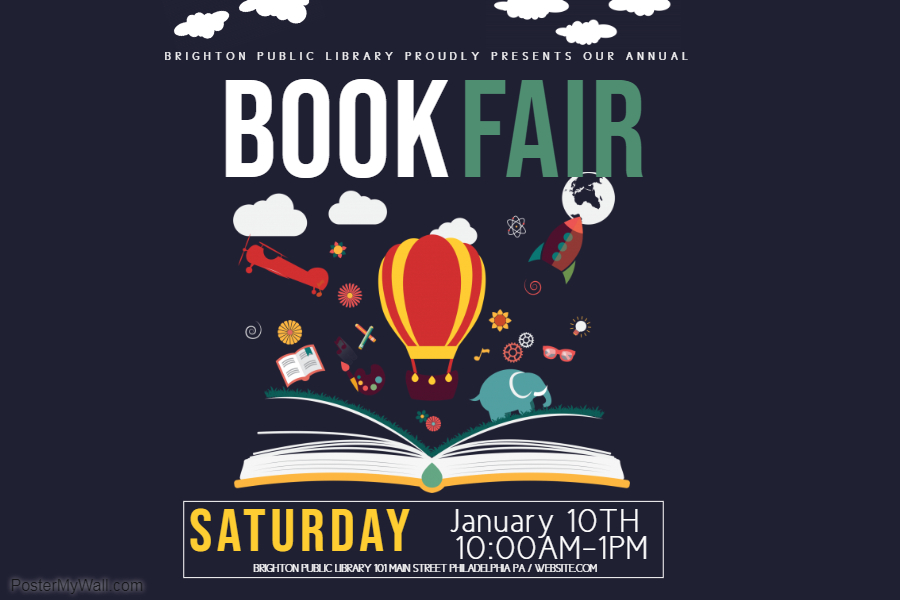 BRIGHTON PUBLIC LIBRARY PROUDLY PRESENTS OUR ANNUAL
BOOK FAIR
SATURDAY
January 10TH
10:00AM-1PM
BRIGHTON PUBLIC LIBRARY 101 MAIN STREET PHILADELPHIA PA / WEBSITE.COM
PosterMyWall.com